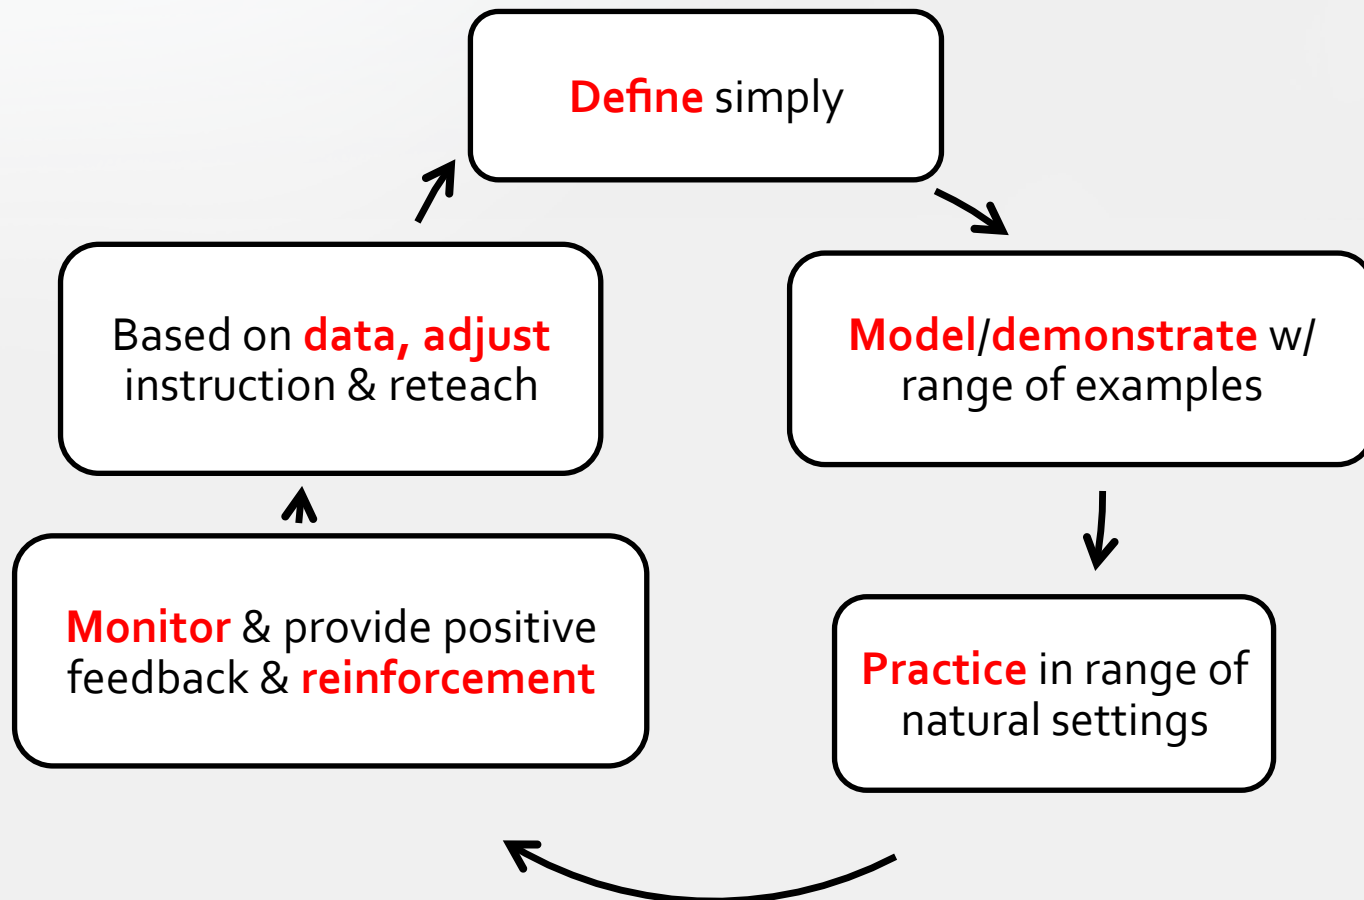 Define simply
Model/demonstrate w/
range of examples
Practice in range of
natural settings
Monitor & provide positive
feedback & reinforcement
Based on data, adjust
instruction & reteach